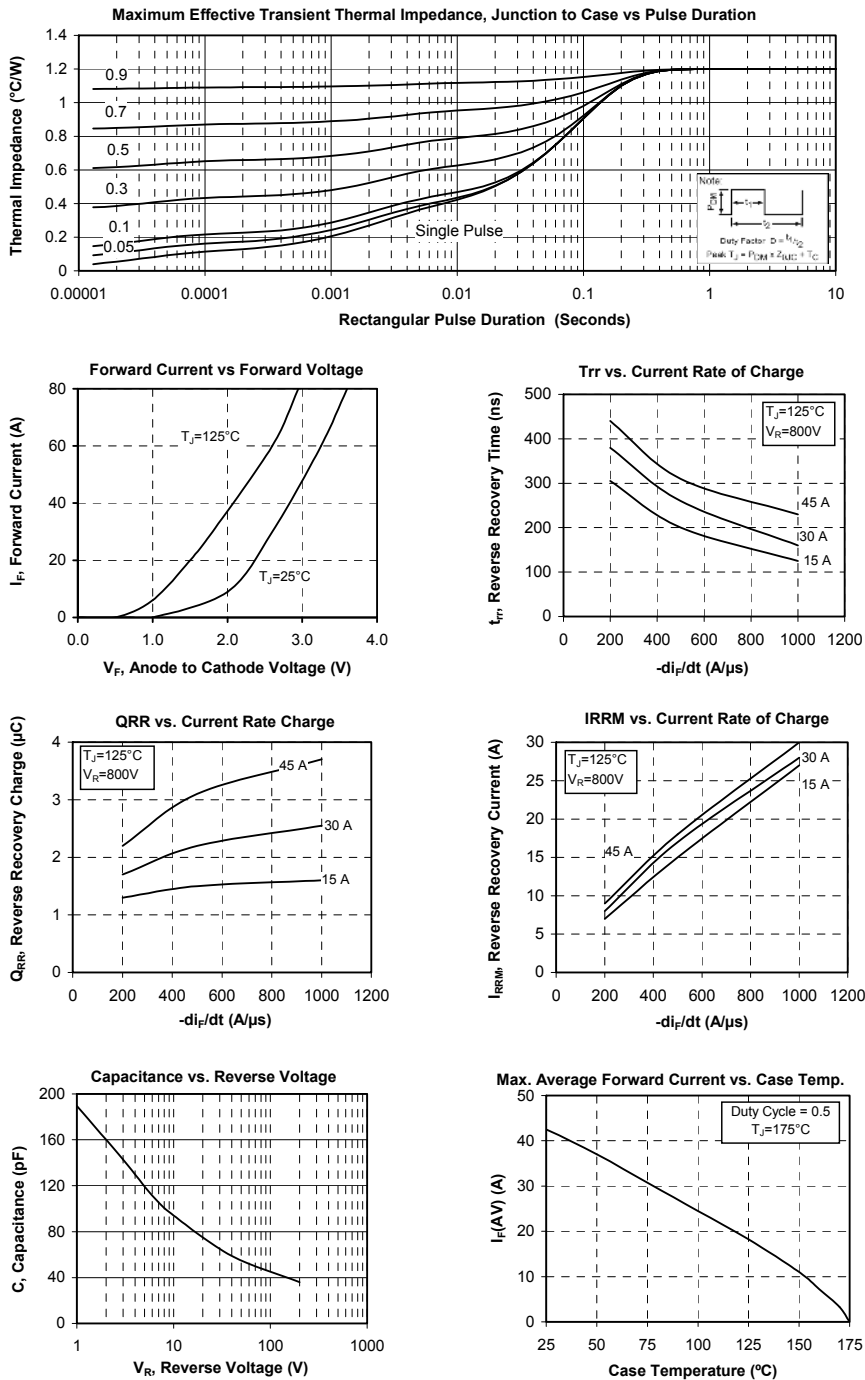 Maximum Effective Transient Thermal Impedance, Junction to Case vs Pulse Duration
Thermal Impedance (°C/W)
1.4
1.2
1
0.8
0.6
0.4
0.2
0
0.9
0.7
0.5
0.3
0.1
0.05
Single Pulse
Note:
PDM
t1
t2
Duty Factor D = t1/t2
Peak TJ = PDM x ZθJC + TC
0.00001 0.0001 0.001 0.01 0.1 1 10
Rectangular Pulse Duration (Seconds)
Forward Current vs Forward Voltage
IF, Forward Current (A)
80
60
40
20
0
TJ=125°C
TJ=25°C
0.0 1.0 2.0 3.0 4.0
VF, Anode to Cathode Voltage (V)
Trr vs. Current Rate of Charge
trr, Reverse Recovery Time (ns)
500
400
300
200
100
0
TJ=125°C
VR=800V
45 A
30 A
15 A
0 200 400 600 800 1000 1200
-diF/dt (A/µs)
QRR vs. Current Rate Charge
QRR, Reverse Recovery Charge (µC)
4
3
2
1
0
TJ=125°C
VR=800V
45 A
30 A
15 A
0 200 400 600 800 1000 1200
-diF/dt (A/µs)
IRRM vs. Current Rate of Charge
IRRM, Reverse Recovery Current (A)
30
25
20
15
10
5
0
TJ=125°C
VR=800V
30 A
15 A
45 A
0 200 400 600 800 1000 1200
-diF/dt (A/µs)
Capacitance vs. Reverse Voltage
C, Capacitance (pF)
200
160
120
80
40
0
1 10 100 1000
VR, Reverse Voltage (V)
Max. Average Forward Current vs. Case Temp.
IF(AV) (A)
50
40
30
20
10
0
Duty Cycle = 0.5
TJ=175°C
25 50 75 100 125 150 175
Case Temperature (ºC)